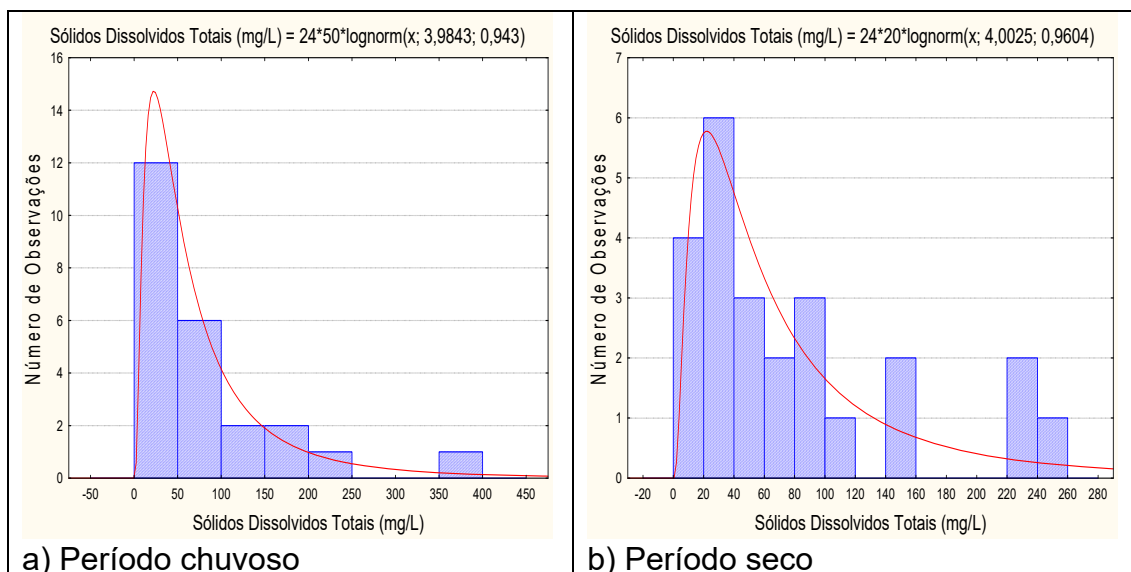 Sólidos Dissolvidos Totais (mg/L) = 24*50*lognorm(x; 3,9843; 0,943)
16
14
12
10
8
6
4
2
0
Número de Observações
-50 0 50 100 150 200 250 300 350 400 450
Sólidos Dissolvidos Totais (mg/L)
a) Período chuvoso
Sólidos Dissolvidos Totais (mg/L) = 24*20*lognorm(x; 4,0025; 0,9604)
7
6
5
4
3
2
1
0
Número de Observações
-20 0 20 40 60 80 100 120 140 160 180 200 220 240 260 280
Sólidos Dissolvidos Totais (mg/L)
b) Período seco